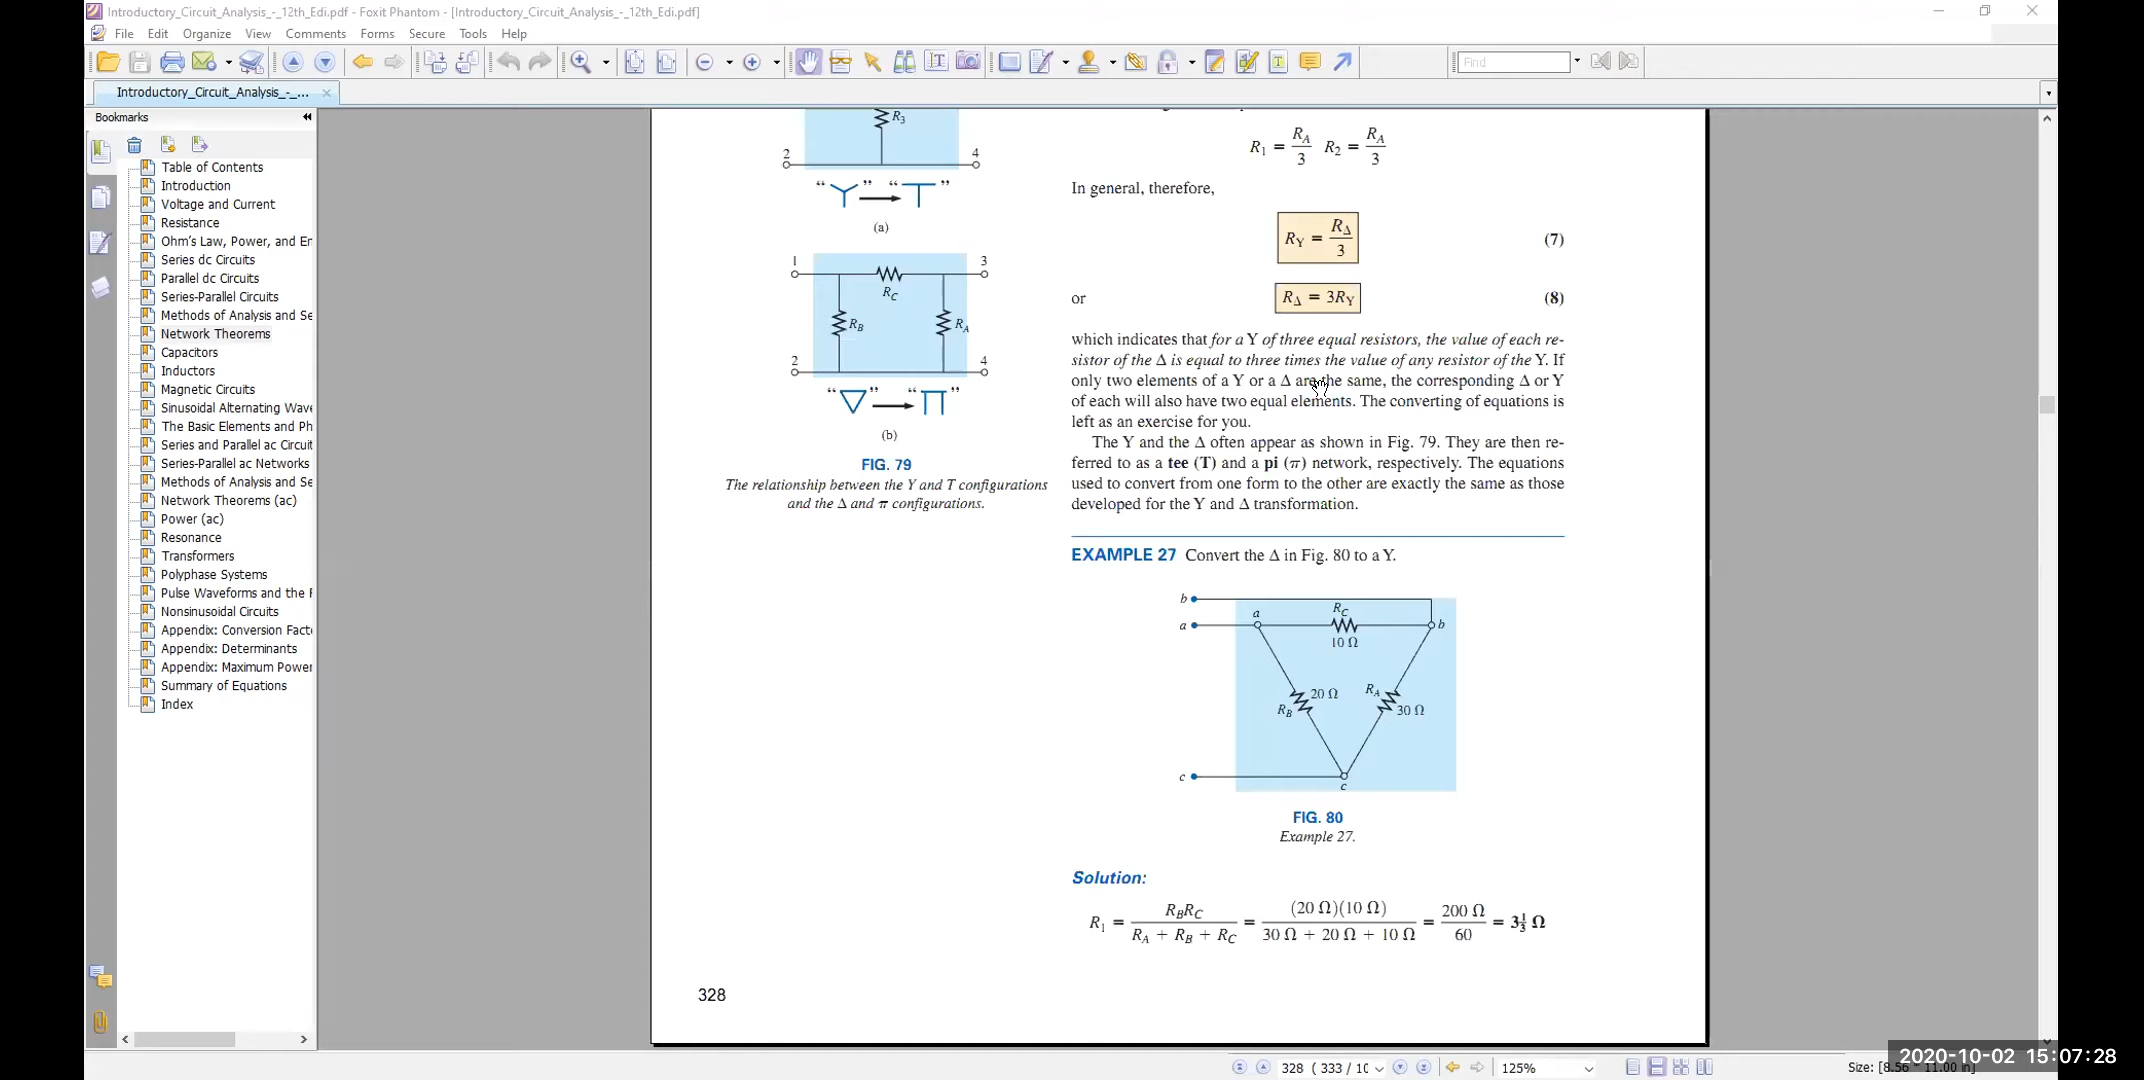 Introductory_Circuit_Analysis_-_12th_Edi.pdf - Foxit Phantom - [Introductory_Circuit_Analysis_-_12th_Edi.pdf]
File Edit Organize View Comments Forms Secure Tools Help
Find
Introductory_Circuit_Analysis_-_...
Bookmarks
Table of Contents
Introduction
Voltage and Current
Resistance
Ohm's Law, Power, and Er
Series dc Circuits
Parallel dc Circuits
Series-Parallel Circuits
Methods of Analysis and Se
Network Theorems
Capacitors
Inductors
Magnetic Circuits
Sinusoidal Alternating Wave
The Basic Elements and Ph
Series and Parallel ac Circuit
Series-Parallel ac Networks
Methods of Analysis and Se
Network Theorems (ac)
Power (ac)
Resonance
Transformers
Polyphase Systems
Pulse Waveforms and the F
Nonsinusoidal Circuits
Appendix: Conversion Facto
Appendix: Determinants
Appendix: Maximum Power
Summary of Equations
Index
R3
2 4
“Y” → “T”
(a)
1 3
RC
RB RA
2 4
“∇” → “Π”
(b)
FIG. 79
The relationship between the Y and T configurations
and the Δ and π configurations.
R1 = RA/3 R2 = RA/3
In general, therefore,
RY = RΔ/3 (7)
or RΔ = 3RY (8)
which indicates that for a Y of three equal resistors, the value of each re-
sistor of the Δ is equal to three times the value of any resistor of the Y. If
only two elements of a Y or a Δ are the same, the corresponding Δ or Y
of each will also have two equal elements. The converting of equations is
left as an exercise for you.
The Y and the Δ often appear as shown in Fig. 79. They are then re-
ferred to as a tee (T) and a pi (π) network, respectively. The equations
used to convert from one form to the other are exactly the same as those
developed for the Y and Δ transformation.
EXAMPLE 27 Convert the Δ in Fig. 80 to a Y.
b
a a RC b
10 Ω
20 Ω RA
RB 30 Ω
c
c
FIG. 80
Example 27.
Solution:
R1 = RBRC/(RA + RB + RC) = (20 Ω)(10 Ω)/(30 Ω + 20 Ω + 10 Ω) = 200 Ω/60 = 3⅓ Ω
328
328 ( 333 / 10 125%
2020-10-02 15:07:28